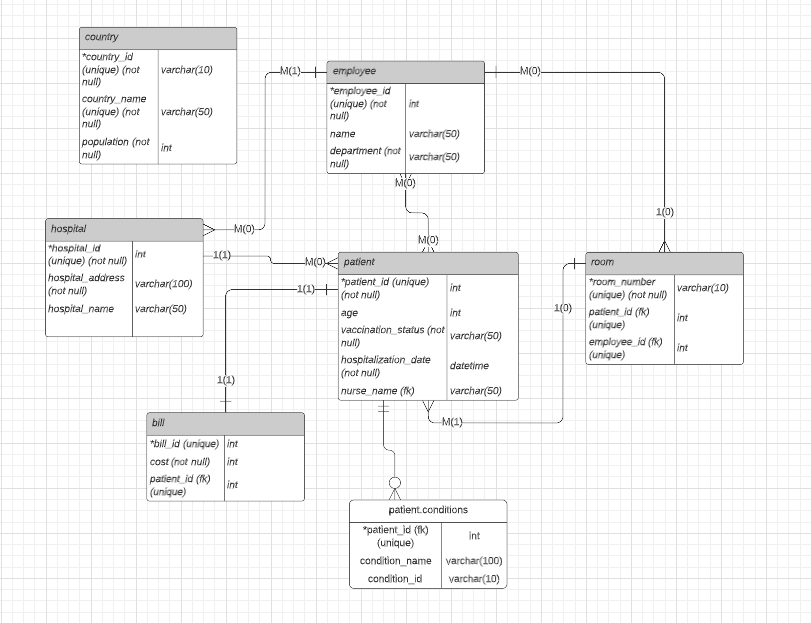 country
*country_id
(unique) (not
null)
varchar(10)
country_name
(unique) (not
null)
varchar(50)
population (not
null)
int
M(1)
employee
M(0)
*employee_id
(unique) (not
null)
int
name
varchar(50)
department (not
null)
varchar(50)
M(0)
1(0)
hospital
M(0)
*hospital_id
(unique) (not null)
int
hospital_address
(not null)
varchar(100)
hospital_name
varchar(50)
M(0)
1(1)
M(0)
patient
*patient_id (unique)
(not null)
int
age
int
vaccination_status (not
null)
varchar(50)
hospitalization_date
(not null)
datetime
nurse_name (fk)
varchar(50)
room
*room_number
(unique) (not null)
varchar(10)
patient_id (fk)
(unique)
int
employee_id (fk)
(unique)
int
1(1)
1(0)
1(1)
M(1)
bill
*bill_id (unique)
int
cost (not null)
int
patient_id (fk)
(unique)
int
patient.conditions
*patient_id (fk)
(unique)
int
condition_name
varchar(100)
condition_id
varchar(10)